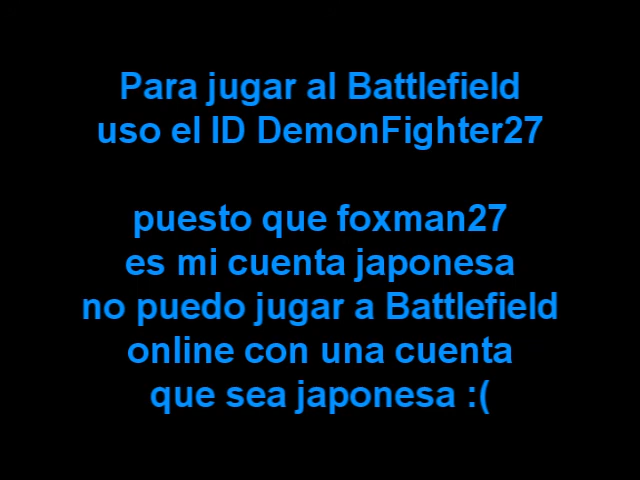 Para jugar al Battlefield
uso el ID DemonFighter27
puesto que foxman27
es mi cuenta japonesa
no puedo jugar a Battlefield
online con una cuenta
que sea japonesa :(